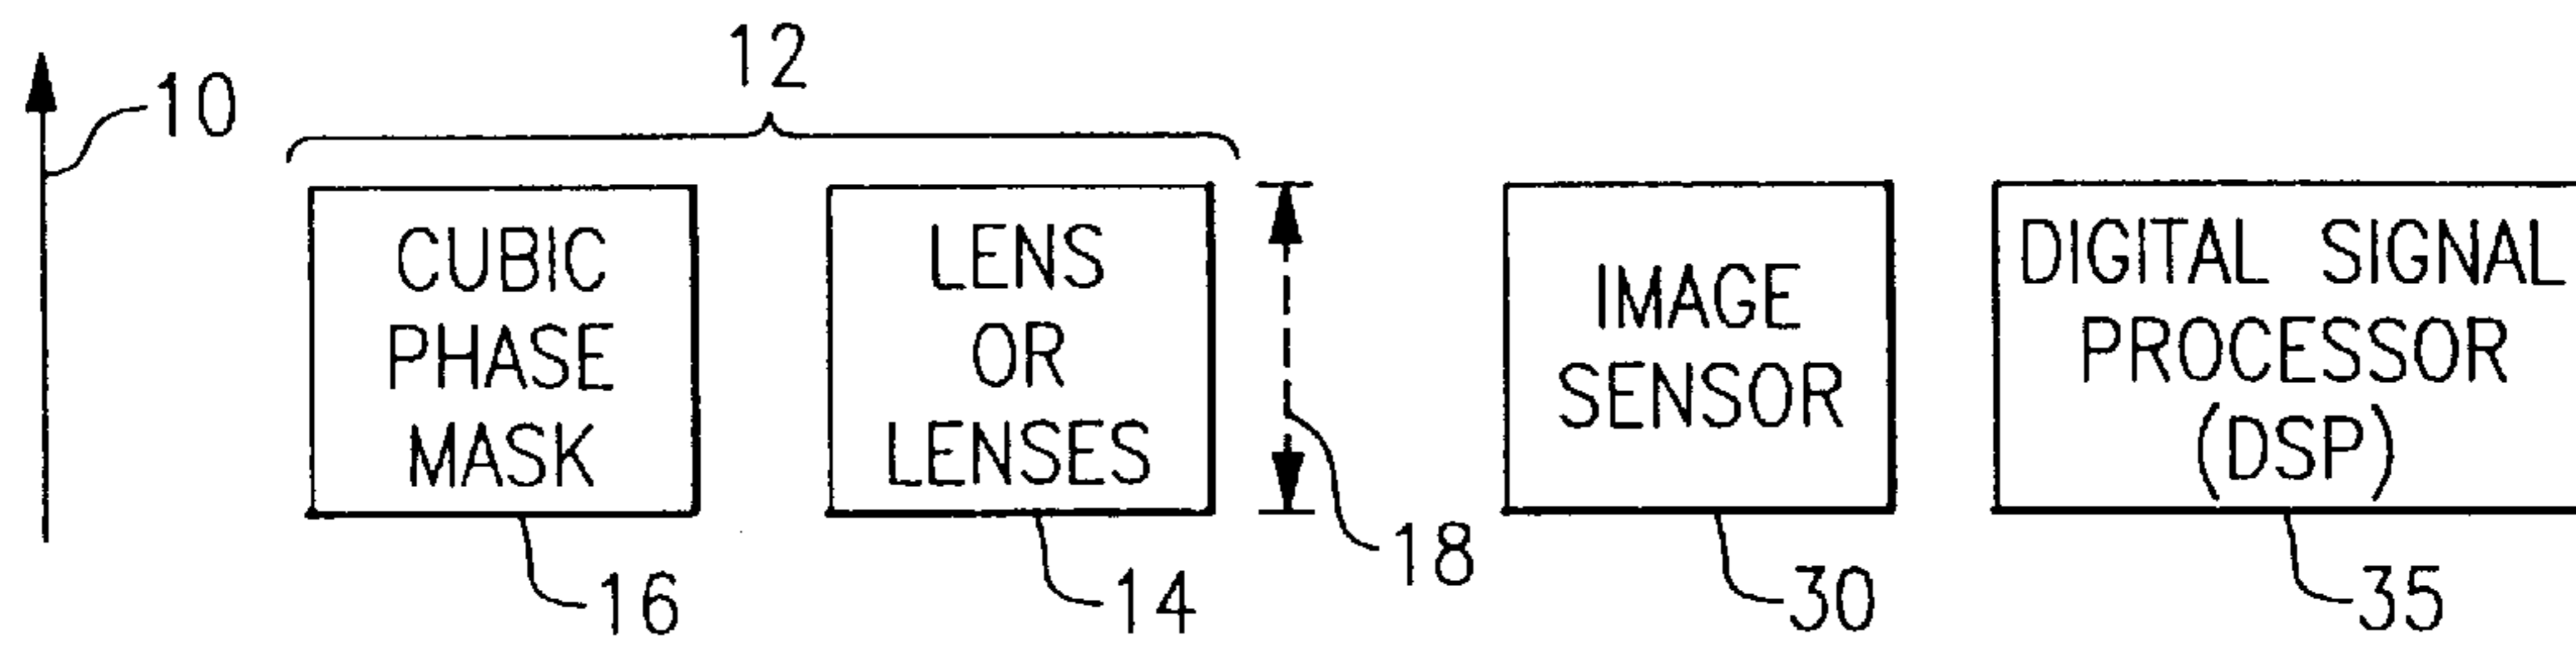 12
10
CUBIC
PHASE
MASK
LENS
OR
LENSES
IMAGE
SENSOR
DIGITAL SIGNAL
PROCESSOR
(DSP)
16
14
18
30
35